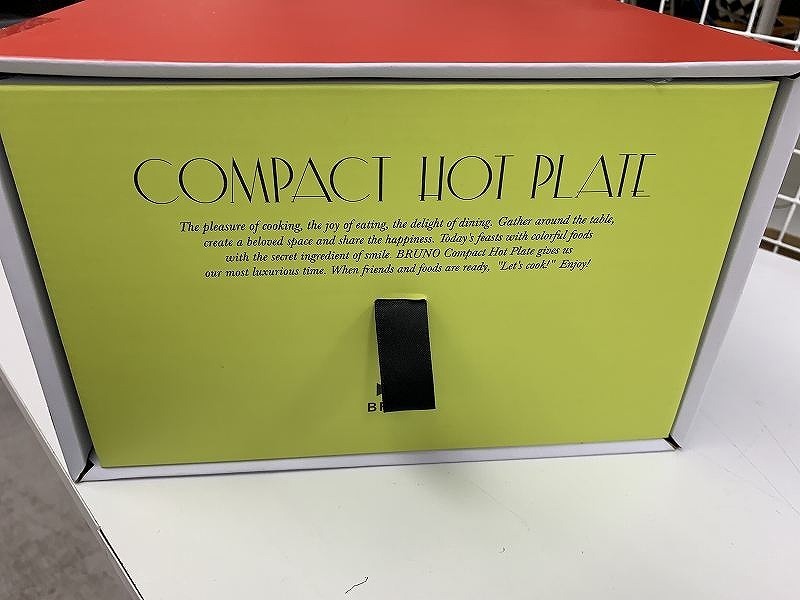 COMPACT HOT PLATE
The pleasure of cooking, the joy of eating, the delight of dining. Gather around the table,
create a beloved space and share the happiness. Today's feasts with colorful foods
with the secret ingredient of smile. BRUNO Compact Hot Plate gives us
our most luxurious time. When friends and foods are ready, "Let's cook!" Enjoy!